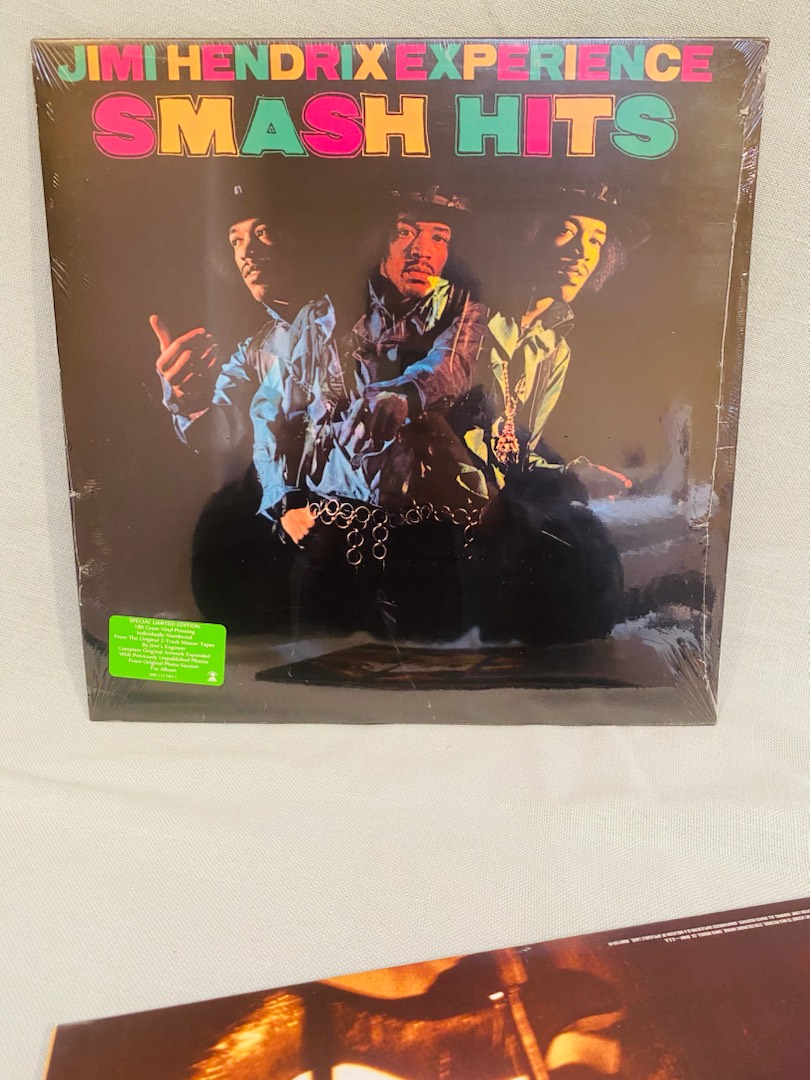 JIMI HENDRIX EXPERIENCE
SMASH HITS
SPECIAL LIMITED EDITION
180 Gram Vinyl Pressing
Individually Numbered
From The Original 2-Track Master Tapes
by Jimi's Engineer
Complete Original Artwork Expanded
With Previously Unpublished Photos
From Original Photo Session
For Album